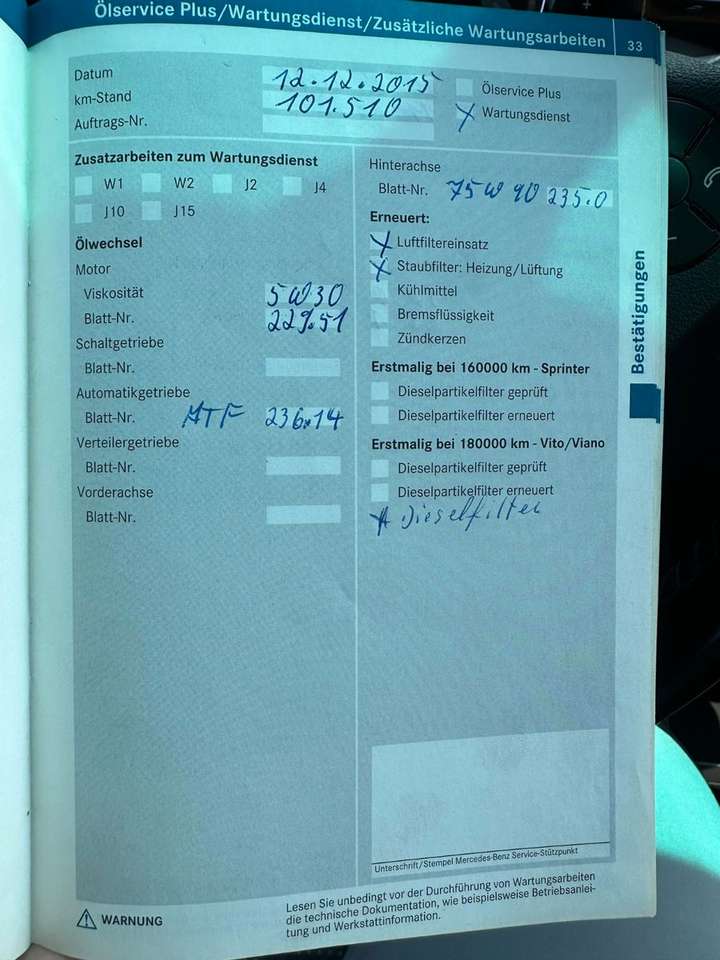 Ölservice Plus/Wartungsdienst/Zusätzliche Wartungsarbeiten 33
Datum 12.12.2015
km-Stand 101.510
Auftrags-Nr.
Ölservice Plus
X Wartungsdienst
Zusatzarbeiten zum Wartungsdienst
W1 W2 J2 J4
J10 J15
Ölwechsel
Motor
Viskosität 5W30
Blatt-Nr. 229.51
Schaltgetriebe
Blatt-Nr.
Automatikgetriebe
Blatt-Nr. ATF 236.14
Verteilergetriebe
Blatt-Nr.
Vorderachse
Blatt-Nr.
Hinterachse
Blatt-Nr. 75W90 235.0
Erneuert:
X Luftfiltereinsatz
X Staubfilter: Heizung/Lüftung
Kühlmittel
Bremsflüssigkeit
Zündkerzen
Erstmalig bei 160000 km - Sprinter
Dieselpartikelfilter geprüft
Dieselpartikelfilter erneuert
Erstmalig bei 180000 km - Vito/Viano
Dieselpartikelfilter geprüft
Dieselpartikelfilter erneuert
X Dieselfilter
Unterschrift/Stempel Mercedes-Benz Service-Stützpunkt
Bestätigungen
WARNUNG
Lesen Sie unbedingt vor der Durchführung von Wartungsarbeiten
die technische Dokumentation, wie beispielsweise Betriebsanlei-
tung und Werkstattinformation.